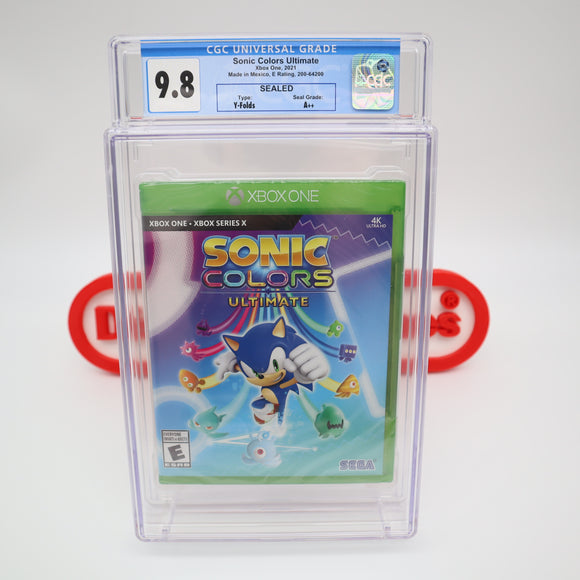 CGC UNIVERSAL GRADE
9.8
Sonic Colors Ultimate
Xbox One, 2021
Made in Mexico, E Rating, 200-64200
SEALED
Type: Seal Grade:
Y-Folds A++
CGC
XBOX ONE
XBOX ONE • XBOX SERIES X
4K
ULTRA HD
SONIC
COLORS
ULTIMATE
EVERYONE
E
ESRB
SEGA
®